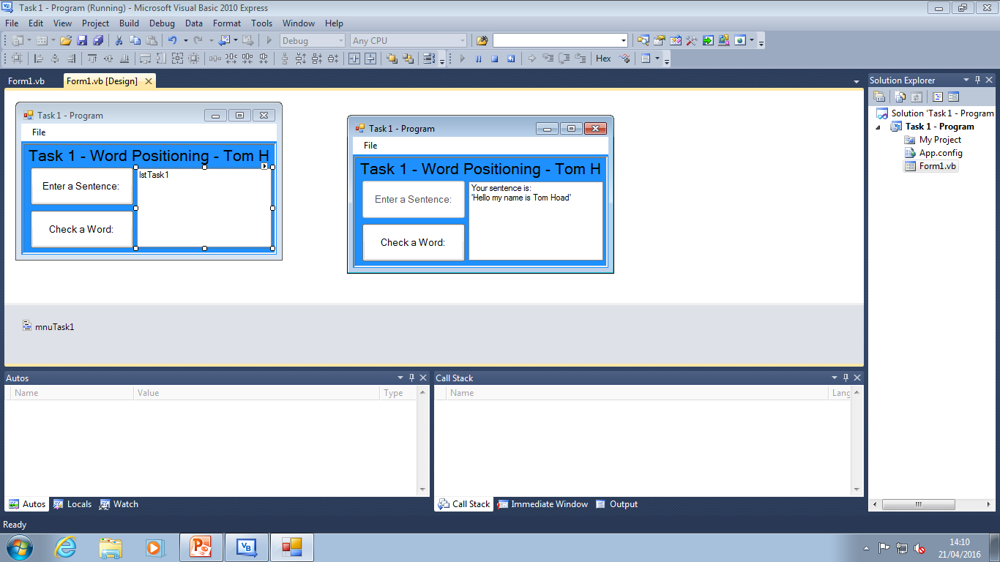 Task 1 - Program (Running) - Microsoft Visual Basic 2010 Express
File Edit View Project Build Debug Data Format Tools Window Help
Debug Any CPU
Hex
Form1.vb Form1.vb [Design]
Task 1 - Program
File
Task 1 - Word Positioning - Tom H
Enter a Sentence:
lstTask1
Check a Word:
Task 1 - Program
File
Task 1 - Word Positioning - Tom H
Enter a Sentence:
Your sentence is:
'Hello my name is Tom Hoad'
Check a Word:
mnuTask1
Solution Explorer
Solution 'Task 1 - Program
Task 1 - Program
My Project
App.config
Form1.vb
Autos
Name Value Type
Autos Locals Watch
Call Stack
Name Lang
Call Stack Immediate Window Output
Ready
14:10
21/04/2016